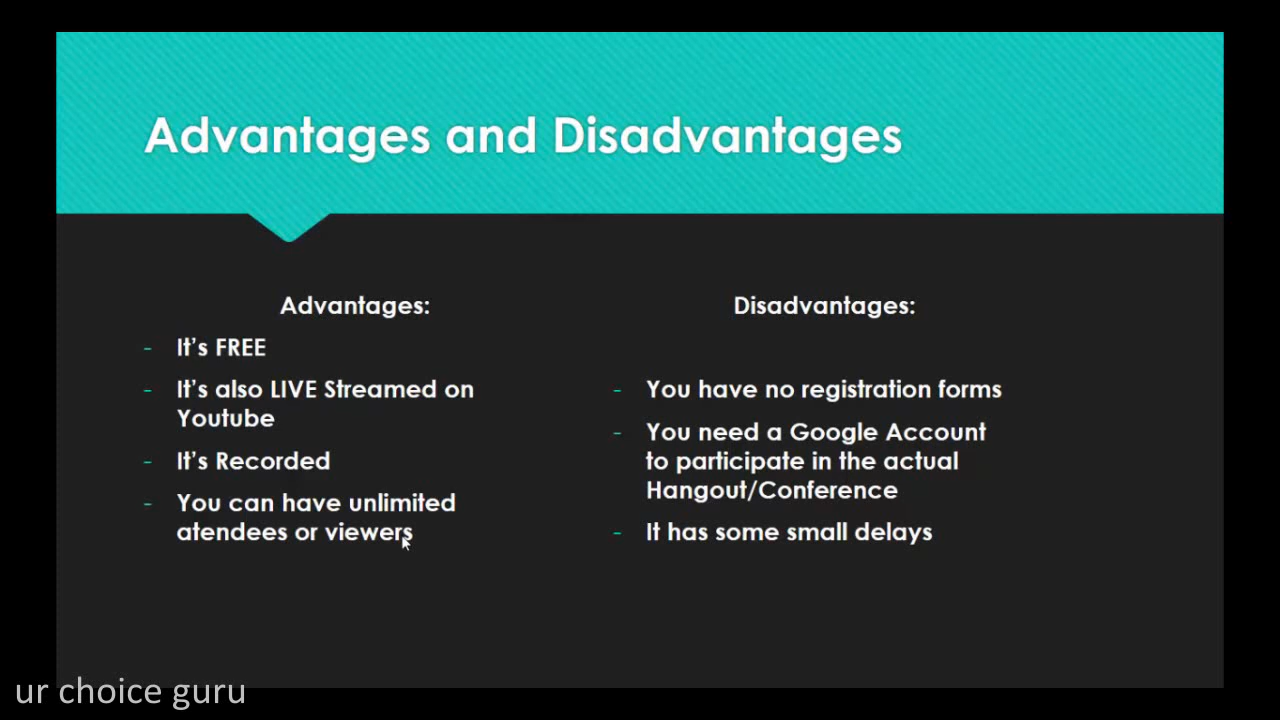 Advantages and Disadvantages
Advantages:
- It's FREE
- It's also LIVE Streamed on
Youtube
- It's Recorded
- You can have unlimited
atendees or viewers
Disadvantages:
- You have no registration forms
- You need a Google Account
to participate in the actual
Hangout/Conference
- It has some small delays
ur choice guru